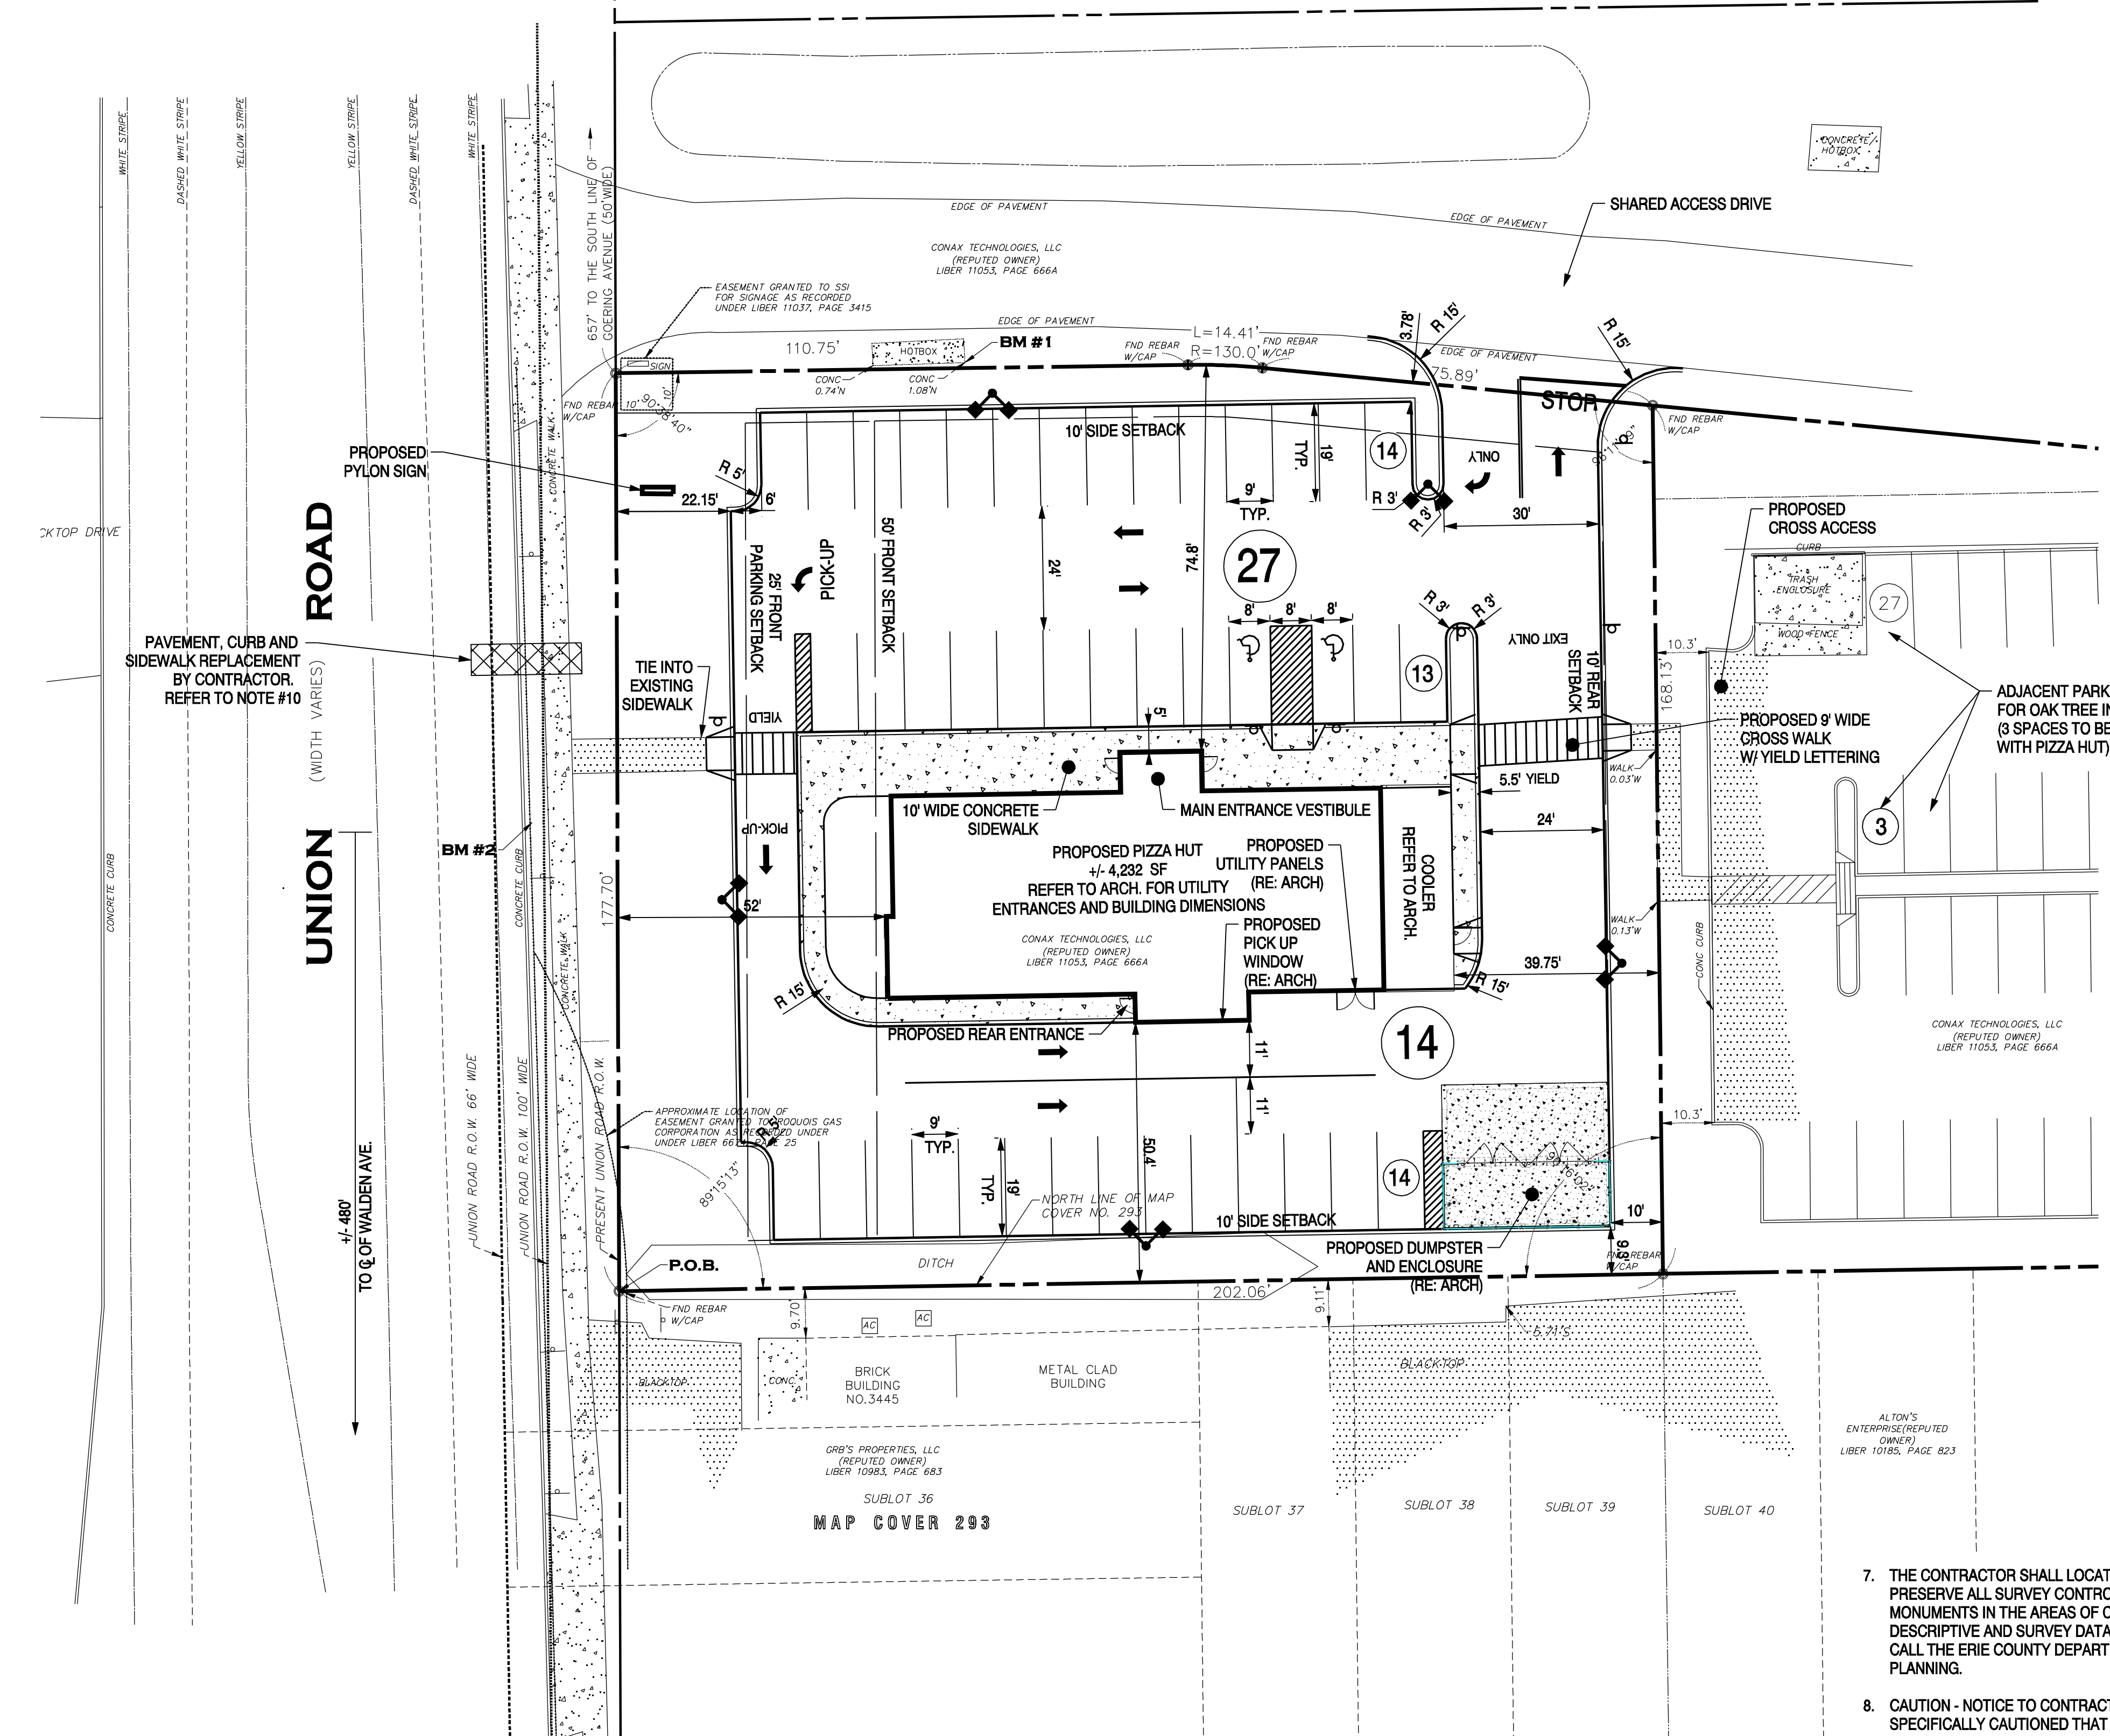 WHITE STRIPE
DASHED WHITE STRIPE
YELLOW STRIPE
YELLOW STRIPE
DASHED WHITE STRIPE
WHITE STRIPE
657' TO THE SOUTH LINE OF
GOERING AVENUE (50'WIDE)
CONCRETE
HOTBOX
SHARED ACCESS DRIVE
EDGE OF PAVEMENT
EDGE OF PAVEMENT
CONAX TECHNOLOGIES, LLC
(REPUTED OWNER)
LIBER 11053, PAGE 666A
EASEMENT GRANTED TO SSI
FOR SIGNAGE AS RECORDED
UNDER LIBER 11037, PAGE 3415
EDGE OF PAVEMENT
110.75'
HOTBOX
BM #1
FND REBAR
W/CAP
L=14.41'
R=130.0'
FND REBAR
W/CAP
3.78'
R 15'
EDGE OF PAVEMENT
R 15'
75.89'
SIGN
CONC
0.74'N
CONC
1.08'N
FND REBAR
W/CAP
10'
10'
90°38'40"
STOP
FND REBAR
W/CAP
CONCRETE WALK
10' SIDE SETBACK
PROPOSED
PYLON SIGN
R 5'
22.15'
6'
19'
TYP.
14
ONLY
9'
TYP.
R 3'
R 3'
30'
PROPOSED
CROSS ACCESS
CURB
TRASH
ENCLOSURE
27
WOOD FENCE
CKTOP DRIVE
UNION ROAD
(WIDTH VARIES)
25' FRONT
PARKING SETBACK
PICK-UP
50' FRONT SETBACK
24'
74.8'
27
8'
8'
8'
R 3'
R 3'
EXIT ONLY
10' REAR
SETBACK
10.3'
168.13'
PAVEMENT, CURB AND
SIDEWALK REPLACEMENT
BY CONTRACTOR.
REFER TO NOTE #10
TIE INTO
EXISTING
SIDEWALK
13
ADJACENT PARK
FOR OAK TREE IN
(3 SPACES TO BE
WITH PIZZA HUT)
PROPOSED 9' WIDE
CROSS WALK
W/ YIELD LETTERING
YIELD
5'
WALK
0.03'W
5.5'
YIELD
10' WIDE CONCRETE
SIDEWALK
MAIN ENTRANCE VESTIBULE
24'
3
PICK-UP
BM #2
PROPOSED PIZZA HUT
+/- 4,232 SF
REFER TO ARCH. FOR UTILITY
ENTRANCES AND BUILDING DIMENSIONS
PROPOSED
UTILITY PANELS
(RE: ARCH)
COOLER
REFER TO ARCH.
CONCRETE CURB
CONCRETE CURB
177.70'
52'
CONAX TECHNOLOGIES, LLC
(REPUTED OWNER)
LIBER 11053, PAGE 666A
PROPOSED
PICK UP
WINDOW
(RE: ARCH)
WALK
0.13'W
CONC CURB
CONCRETE WALK
39.75'
R 15'
R 15'
PROPOSED REAR ENTRANCE
14
11'
11'
CONAX TECHNOLOGIES, LLC
(REPUTED OWNER)
LIBER 11053, PAGE 666A
UNION ROAD R.O.W. 66' WIDE
UNION ROAD R.O.W. 100' WIDE
PRESENT UNION ROAD R.O.W.
+/- 480'
TO ℄ OF WALDEN AVE.
APPROXIMATE LOCATION OF
EASEMENT GRANTED TO IROQUOIS GAS
CORPORATION AS RECORDED UNDER
UNDER LIBER PAGE 25
R 5'
9'
TYP.
50.4'
10.3'
89°15'13"
19'
TYP.
14
90°16'02"
NORTH LINE OF MAP
COVER NO. 293
10' SIDE SETBACK
10'
9.3'
PROPOSED DUMPSTER
AND ENCLOSURE
(RE: ARCH)
FND REBAR
W/CAP
P.O.B.
DITCH
202.06'
FND REBAR
W/CAP
9.70'
9.11'
AC
AC
5.71'S
BLACKTOP
CONC.
BRICK
BUILDING
NO.3445
METAL CLAD
BUILDING
BLACKTOP
GRB'S PROPERTIES, LLC
(REPUTED OWNER)
LIBER 10983, PAGE 683
ALTON'S
ENTERPRISE(REPUTED
OWNER)
LIBER 10185, PAGE 823
SUBLOT 36
SUBLOT 37
SUBLOT 38
SUBLOT 39
SUBLOT 40
MAP COVER 293
7. THE CONTRACTOR SHALL LOCAT
PRESERVE ALL SURVEY CONTRO
MONUMENTS IN THE AREAS OF C
DESCRIPTIVE AND SURVEY DATA
CALL THE ERIE COUNTY DEPART
PLANNING.
8. CAUTION - NOTICE TO CONTRACT
SPECIFICALLY CAUTIONED THAT